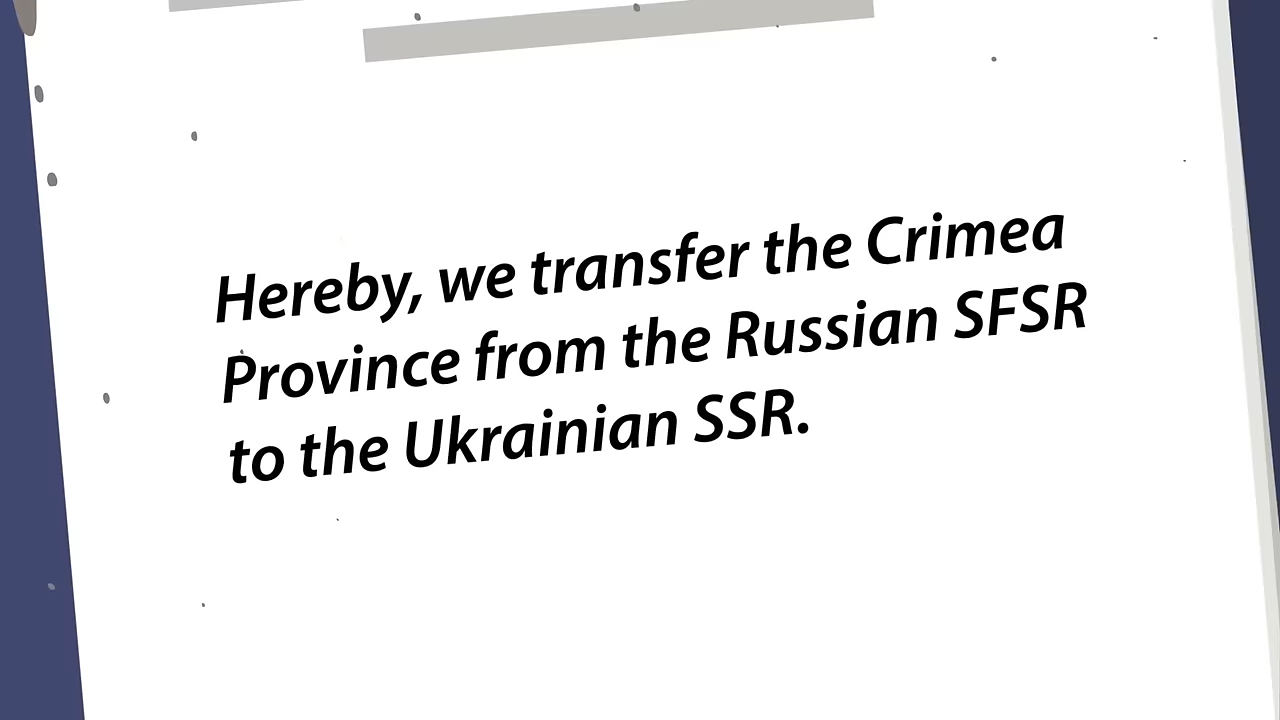 Hereby, we transfer the Crimea
Province from the Russian SFSR
to the Ukrainian SSR.